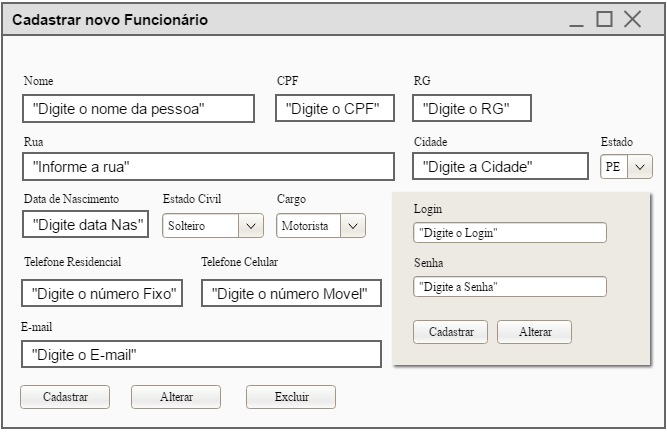 Cadastrar novo Funcionário
Nome CPF RG
"Digite o nome da pessoa" "Digite o CPF" "Digite o RG"
Rua Cidade Estado
"Informe a rua" "Digite a Cidade" PE
Data de Nascimento Estado Civil Cargo
"Digite data Nas" Solteiro Motorista
Login
"Digite o Login"
Telefone Residencial Telefone Celular
"Digite o número Fixo" "Digite o número Movel"
Senha
"Digite a Senha"
E-mail
"Digite o E-mail"
Cadastrar Alterar
Cadastrar Alterar Excluir